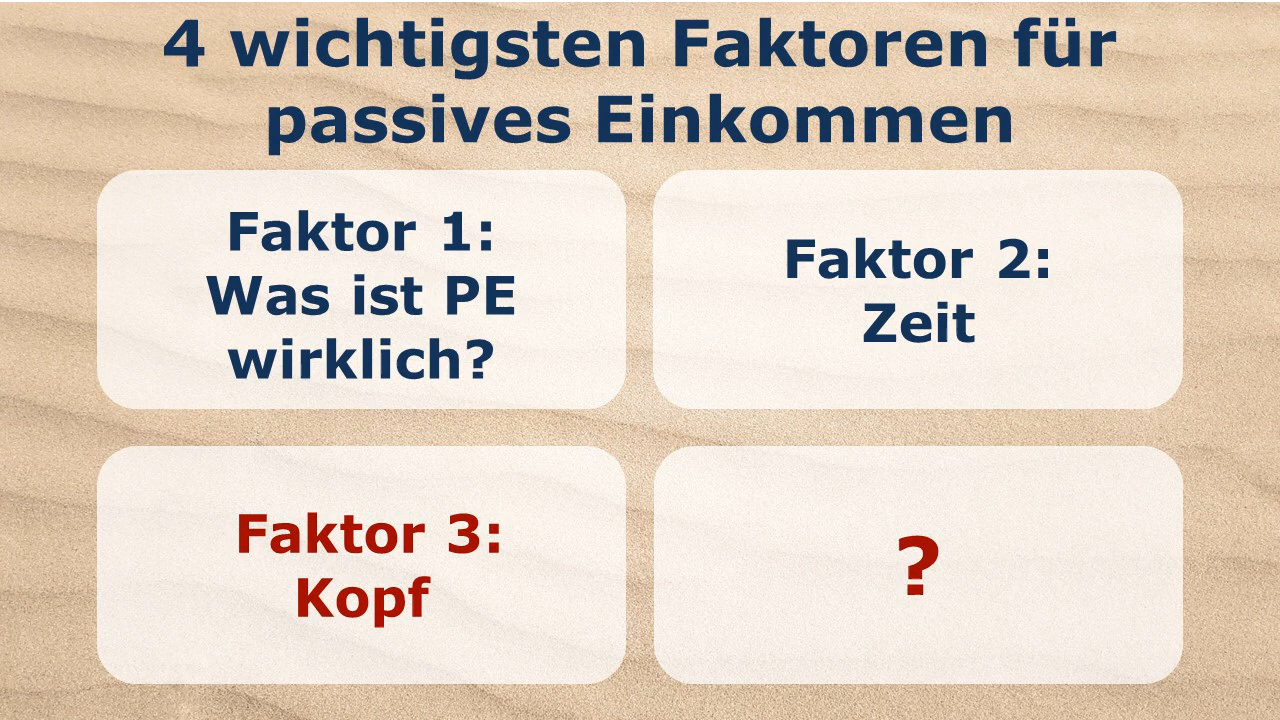 4 wichtigsten Faktoren für
passives Einkommen
Faktor 1:
Was ist PE
wirklich?
Faktor 2:
Zeit
Faktor 3:
Kopf
?